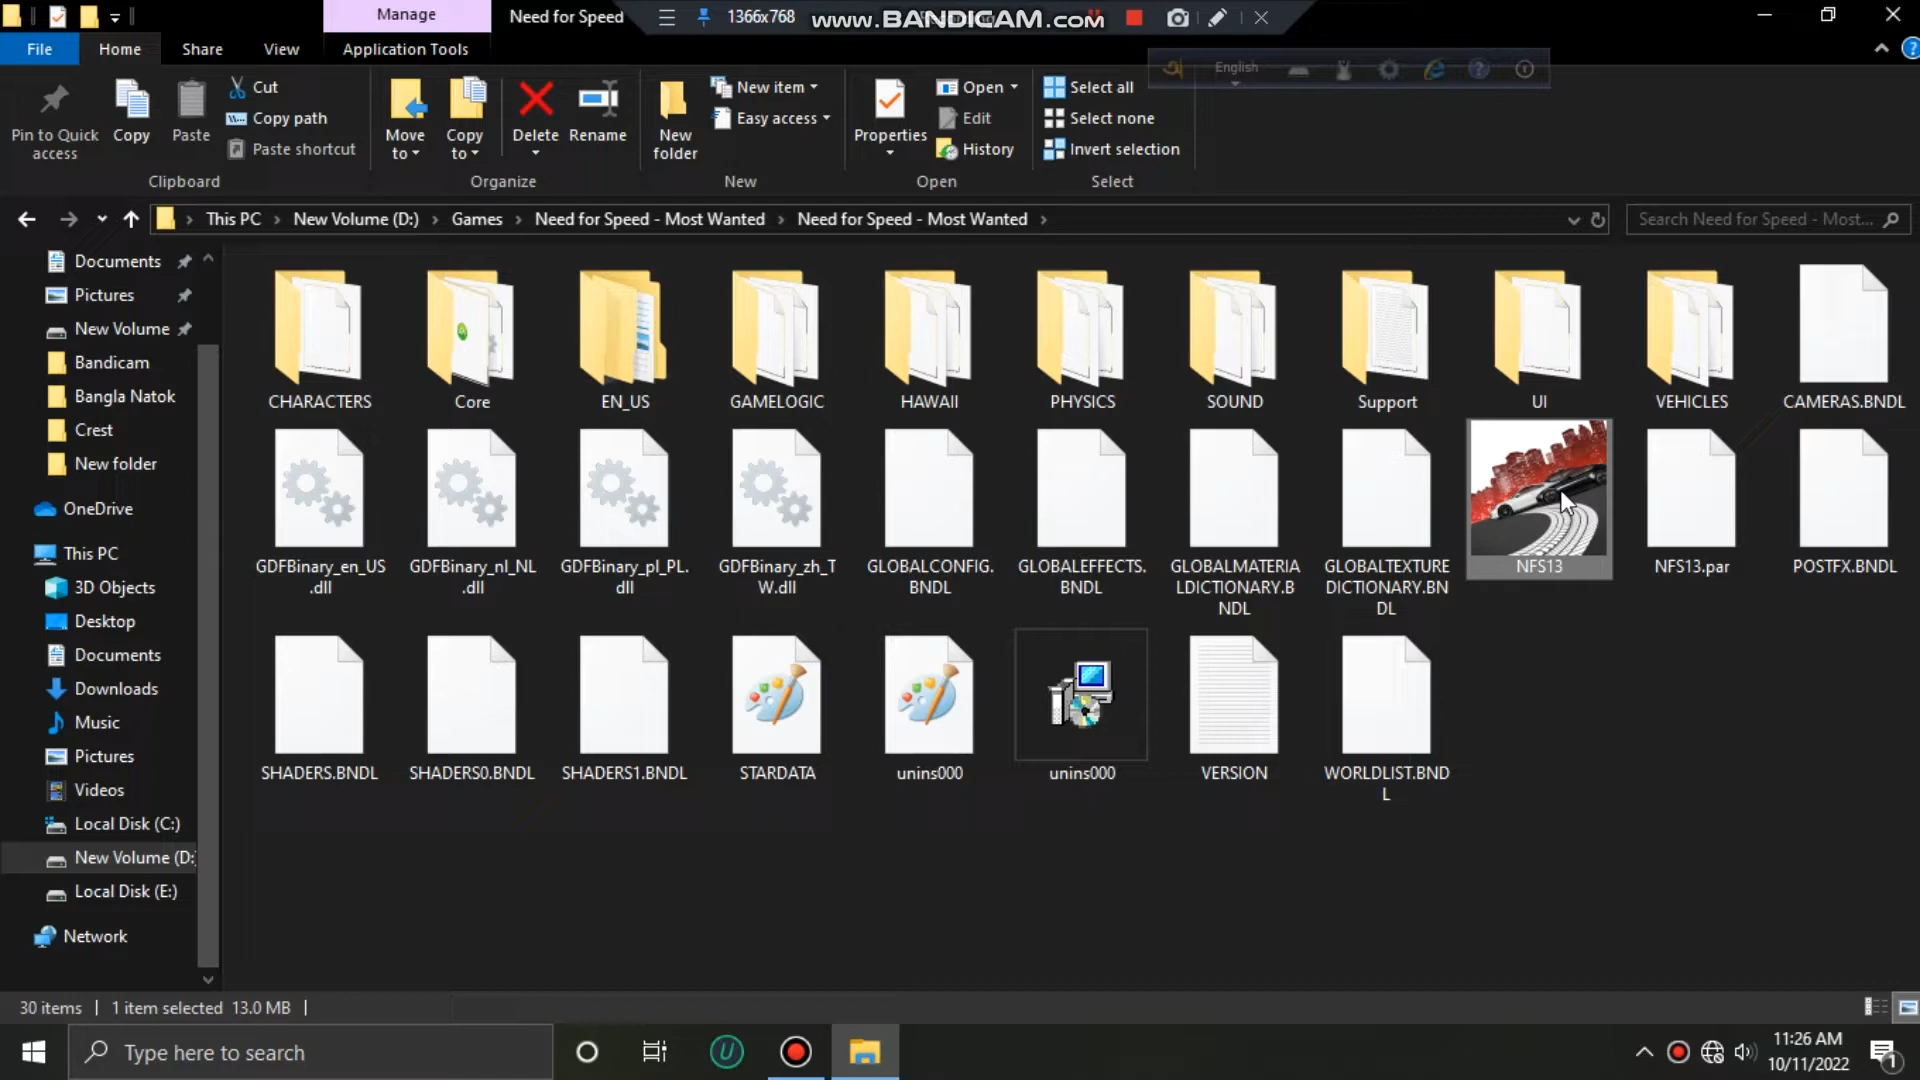 Manage
Need for Speed
1366x768
www.BANDICAM.com
File
Home
Share
View
Application Tools
English
Pin to Quick access
Copy
Paste
Cut
Copy path
Paste shortcut
Clipboard
Move to
Copy to
Delete
Rename
Organize
New folder
New item
Easy access
New
Properties
Open
Edit
History
Open
Select all
Select none
Invert selection
Select
This PC
New Volume (D:)
Games
Need for Speed - Most Wanted
Need for Speed - Most Wanted
Search Need for Speed - Most...
Documents
Pictures
New Volume
Bandicam
Bangla Natok
Crest
New folder
OneDrive
This PC
3D Objects
Desktop
Documents
Downloads
Music
Pictures
Videos
Local Disk (C:)
New Volume (D:
Local Disk (E:)
Network
CHARACTERS
Core
EN_US
GAMELOGIC
HAWAII
PHYSICS
SOUND
Support
UI
VEHICLES
CAMERAS.BNDL
GDFBinary_en_US
.dll
GDFBinary_nl_NL
.dll
GDFBinary_pl_PL.
dll
GDFBinary_zh_T
W.dll
GLOBALCONFIG.
BNDL
GLOBALEFFECTS.
BNDL
GLOBALMATERIA
LDICTIONARY.B
NDL
GLOBALTEXTURE
DICTIONARY.BN
DL
NFS13
NFS13.par
POSTFX.BNDL
SHADERS.BNDL
SHADERS0.BNDL
SHADERS1.BNDL
STARDATA
unins000
unins000
VERSION
WORLDLIST.BND
L
30 items
1 item selected 13.0 MB
Type here to search
11:26 AM
10/11/2022
1